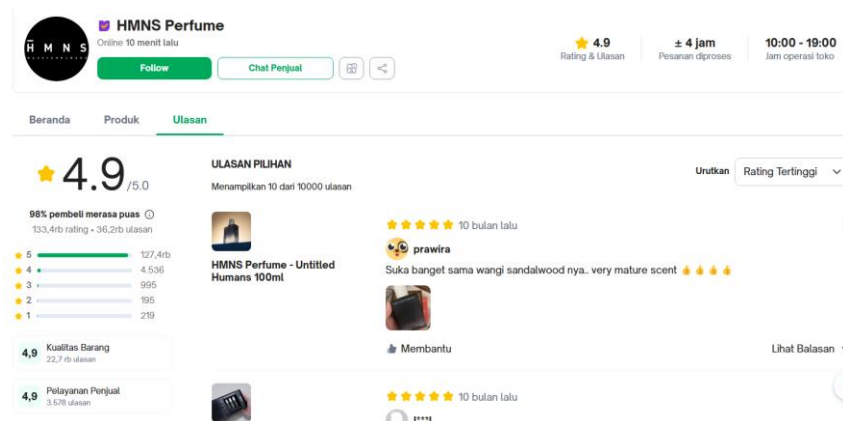 HMNS
HMNS Perfume
Online 10 menit lalu
Follow
Chat Penjual
4.9
Rating & Ulasan
± 4 jam
Pesanan diproses
10:00 - 19:00
Jam operasi toko
Beranda
Produk
Ulasan
4.9/5.0
98% pembeli merasa puas
133,4rb rating • 36,2rb ulasan
5 127,4rb
4 4.536
3 995
2 195
1 219
4,9 Kualitas Barang
22,7 rb ulasan
4,9 Pelayanan Penjual
3.578 ulasan
ULASAN PILIHAN
Menampilkan 10 dari 10000 ulasan
Urutkan
Rating Tertinggi
HMNS Perfume - Untitled
Humans 100ml
10 bulan lalu
prawira
Suka banget sama wangi sandalwood nya.. very mature scent
Membantu
Lihat Balasan
10 bulan lalu